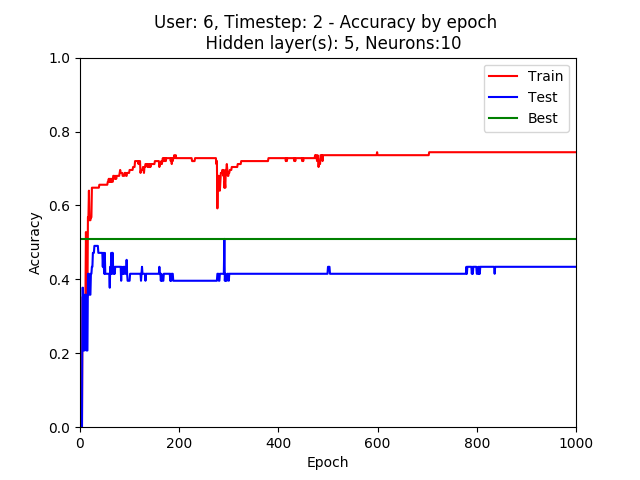 User: 6, Timestep: 2 - Accuracy by epoch
Hidden layer(s): 5, Neurons:10
1.0
0.8
0.6
0.4
0.2
0.0
Accuracy
Train
Test
Best
0
200
400
600
800
1000
Epoch